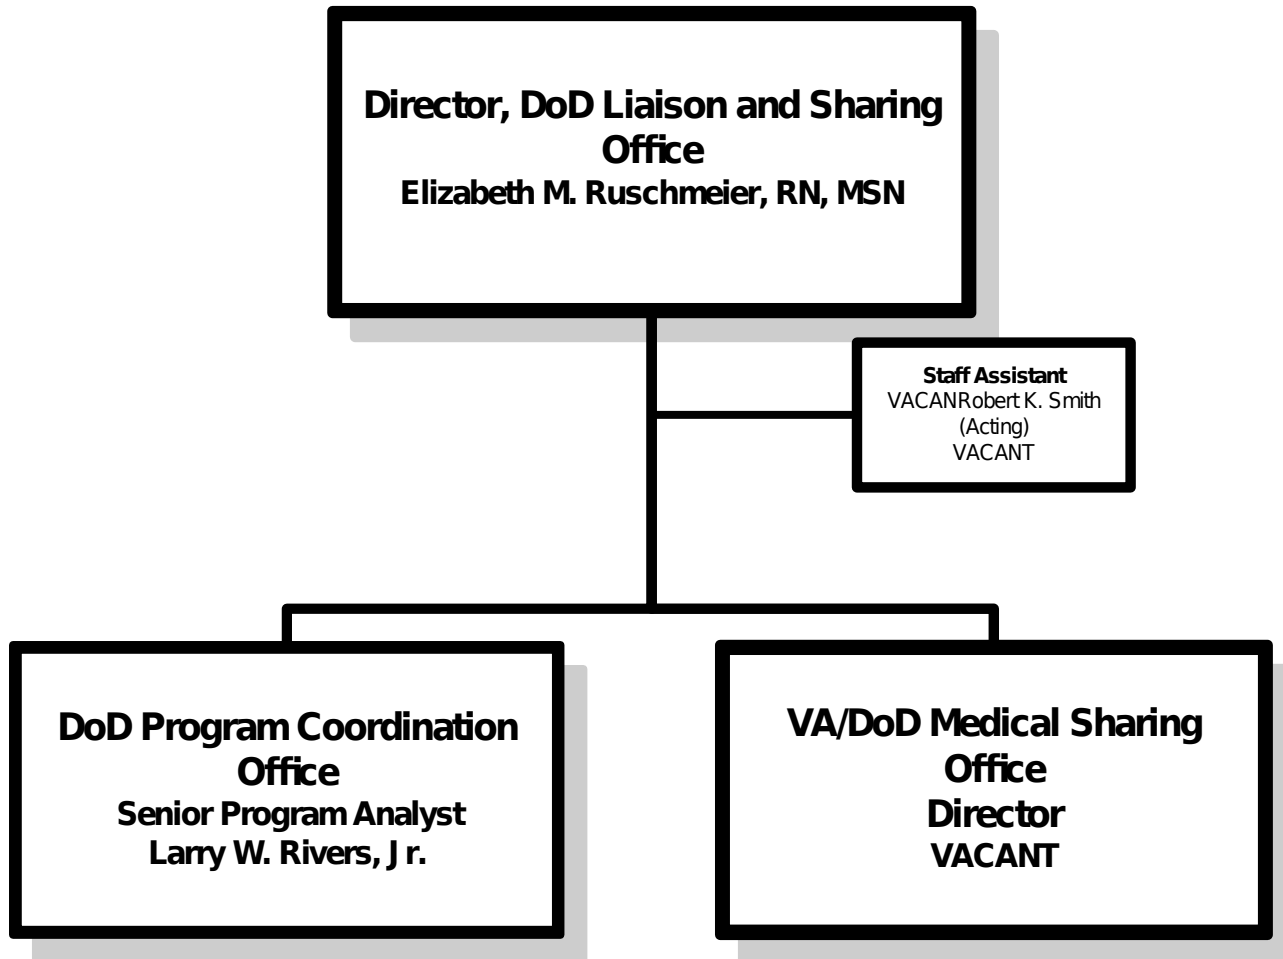 Director, DoD Liaison and Sharing
Office
Elizabeth M. Ruschmeier, RN, MSN
Staff Assistant
VACANRobert K. Smith
(Acting)
VACANT
DoD Program Coordination
Office
Senior Program Analyst
Larry W. Rivers, Jr.
VA/DoD Medical Sharing
Office
Director
VACANT